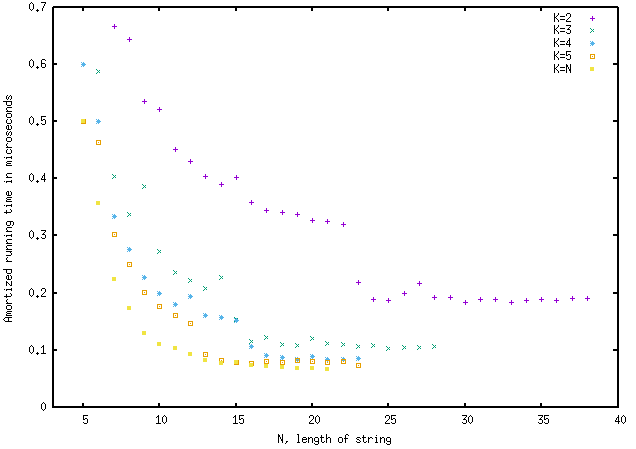 0.7
0.6
0.5
0.4
0.3
0.2
0.1
0
Amortized running time in microseconds
K=2
K=3
K=4
K=5
K=N
5 10 15 20 25 30 35 40
N, length of string